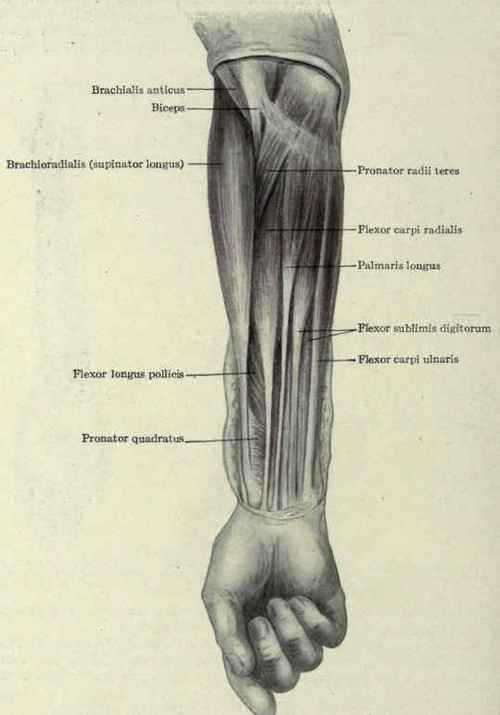 Brachialis anticus
Biceps
Brachioradialis (supinator longus)
Pronator radii teres
Flexor carpi radialis
Palmaris longus
Flexor sublimis digitorum
Flexor carpi ulnaris
Flexor longus pollicis
Pronator quadratus